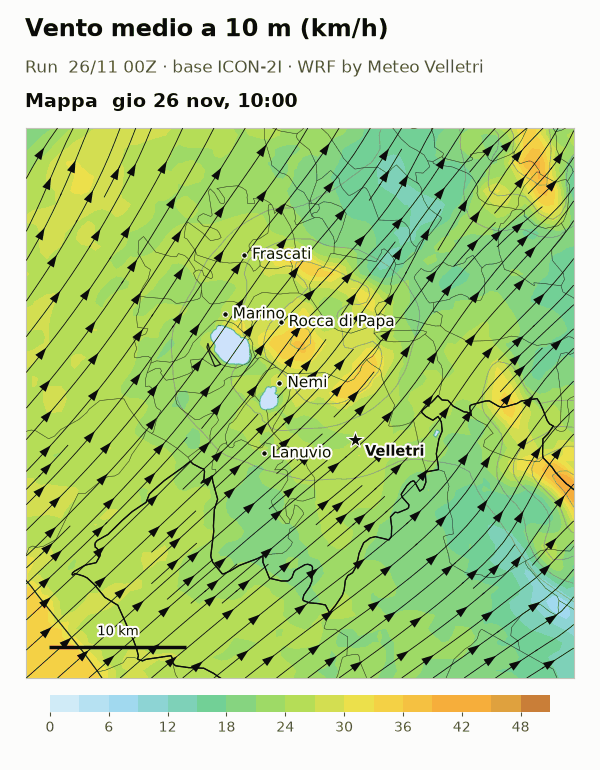 Vento medio a 10 m (km/h)
Run 26/11 00Z · base ICON-2I · WRF by Meteo Velletri
Mappa gio 26 nov, 10:00
Frascati
Marino
Rocca di Papa
Nemi
Velletri
Lanuvio
10 km
0 6 12 18 24 30 36 42 48